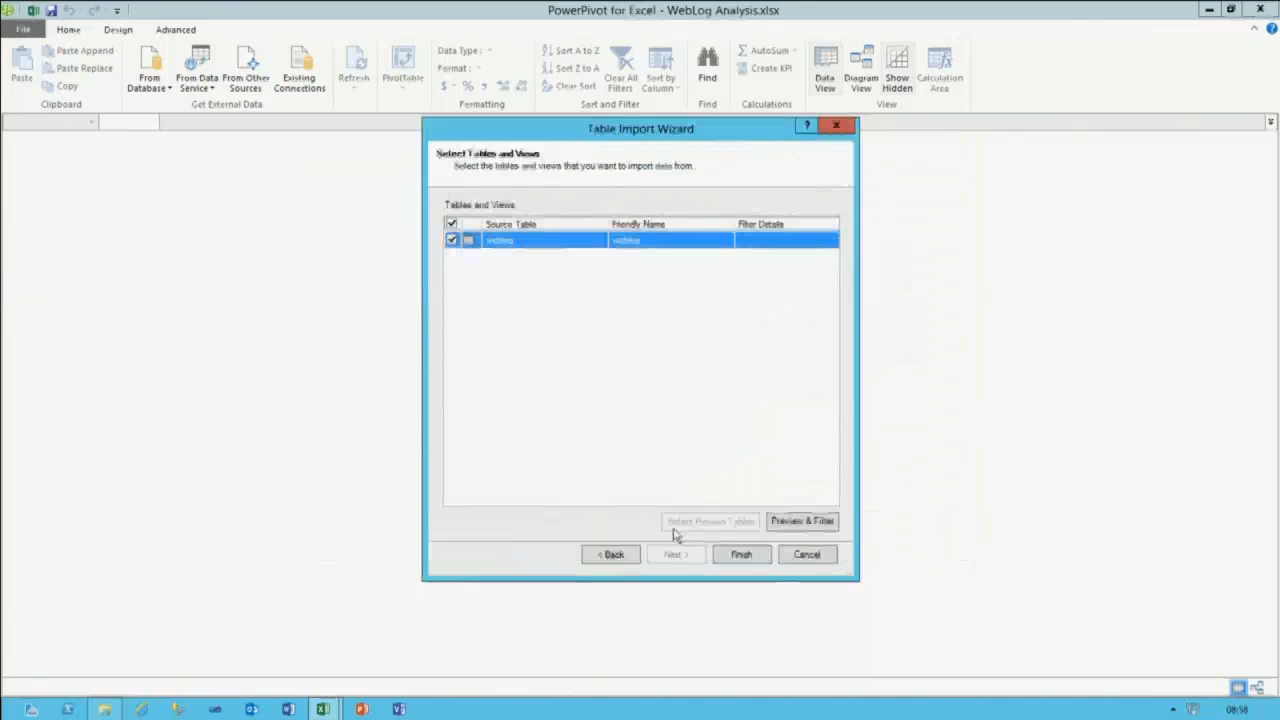 PowerPivot for Excel - WebLog Analysis.xlsx
File Home Design Advanced
Paste
Paste Append
Paste Replace
Copy
Clipboard
From Database
From Data Service
From Other Sources
Existing Connections
Get External Data
Refresh
PivotTable
Data Type :
Format :
$ % ,
Formatting
Sort A to Z
Sort Z to A
Clear Sort
Clear All Filters
Sort by Column
Sort and Filter
Find
Find
AutoSum
Create KPI
Calculations
Data View
Diagram View
Show Hidden
Calculation Area
View
Table Import Wizard
Select Tables and Views
Select the tables and views that you want to import data from.
Tables and Views
Source Table Friendly Name Filter Details
weblog weblog
Select Related Tables Preview & Filter
< Back Next > Finish Cancel
08:58